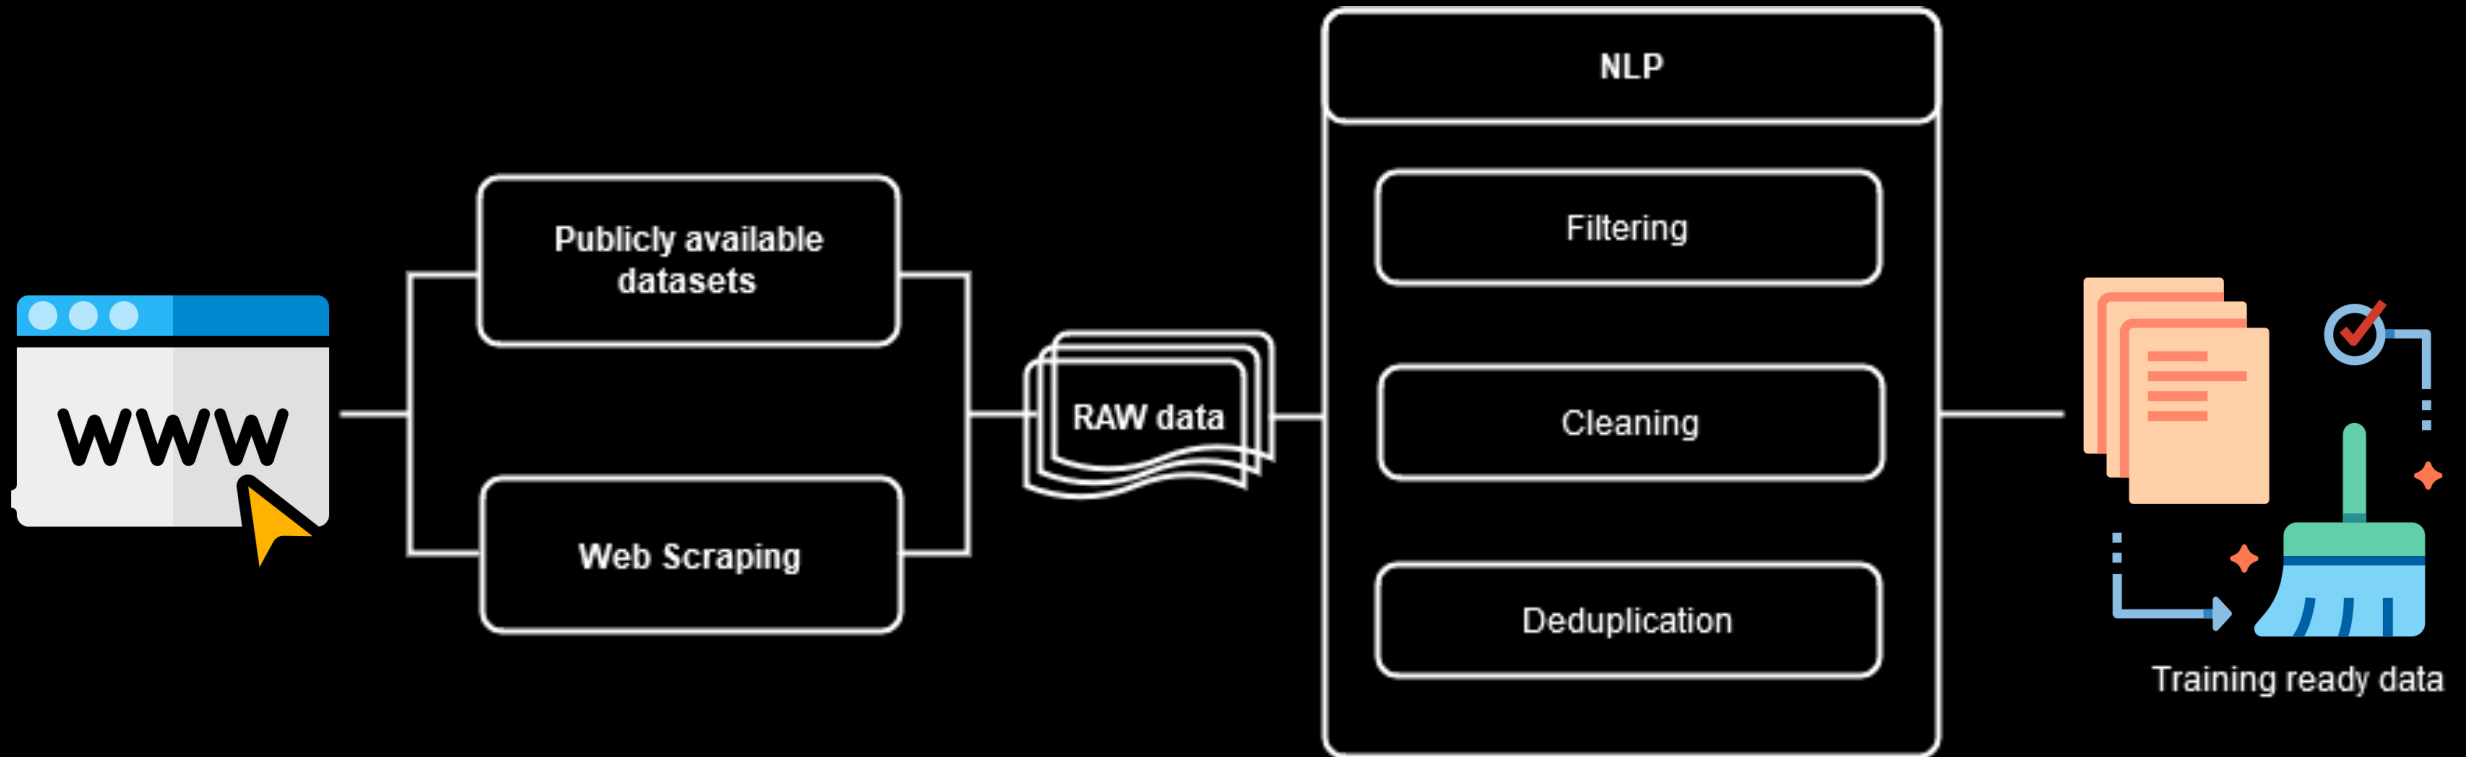 www
Publicly available
datasets
Web Scraping
RAW data
NLP
Filtering
Cleaning
Deduplication
Training ready data